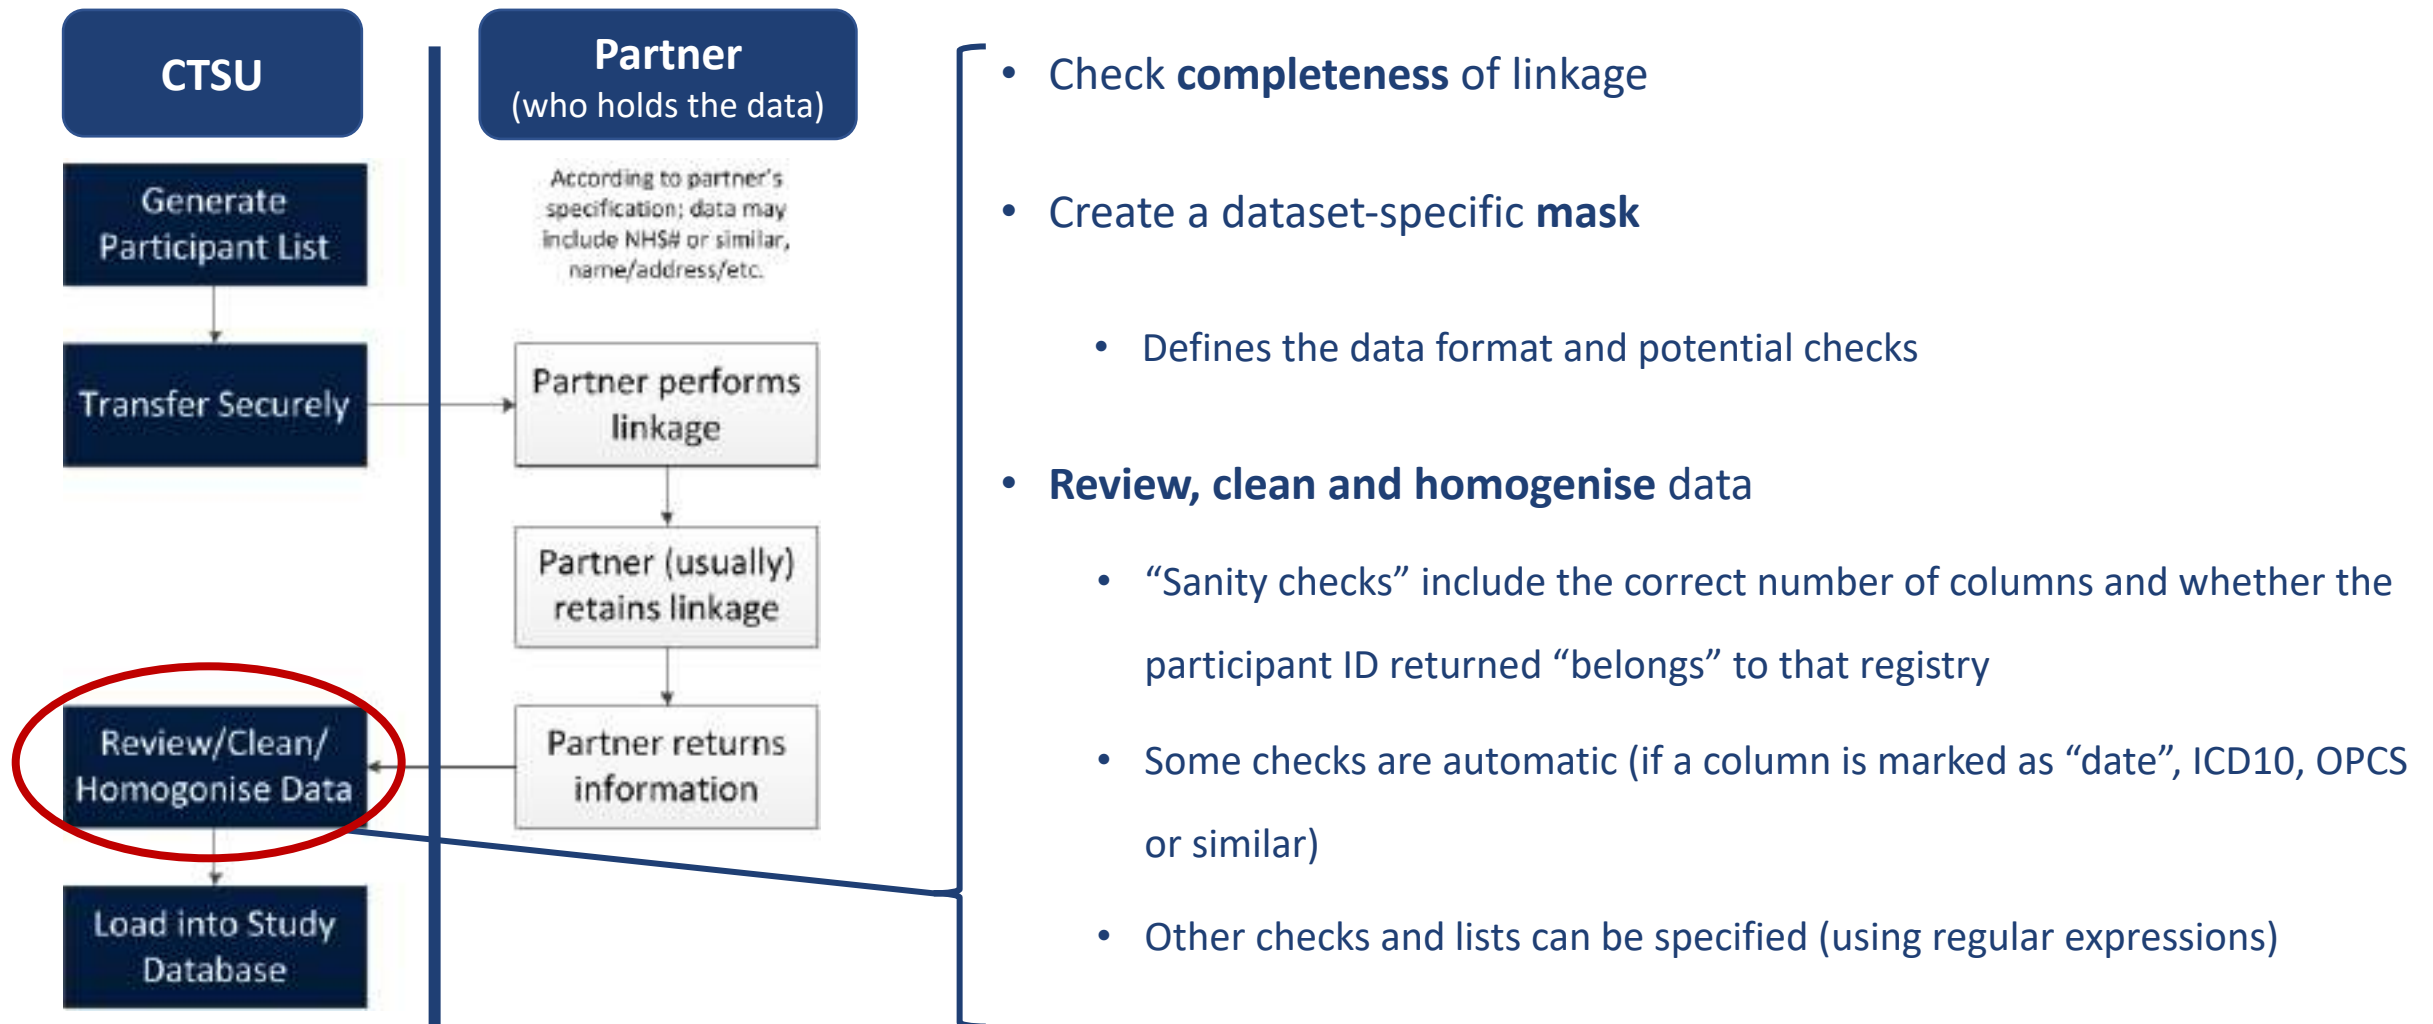 CTSU
Partner
(who holds the data)
Generate
Participant List
According to partner's
specification; data may
include NHS# or similar,
name/address/etc.
Transfer Securely
Partner performs
linkage
Partner (usually)
retains linkage
Review/Clean/
Homogonise Data
Partner returns
information
Load into Study
Database
• Check completeness of linkage
• Create a dataset-specific mask
• Defines the data format and potential checks
• Review, clean and homogenise data
• “Sanity checks” include the correct number of columns and whether the
participant ID returned “belongs” to that registry
• Some checks are automatic (if a column is marked as “date”, ICD10, OPCS
or similar)
• Other checks and lists can be specified (using regular expressions)